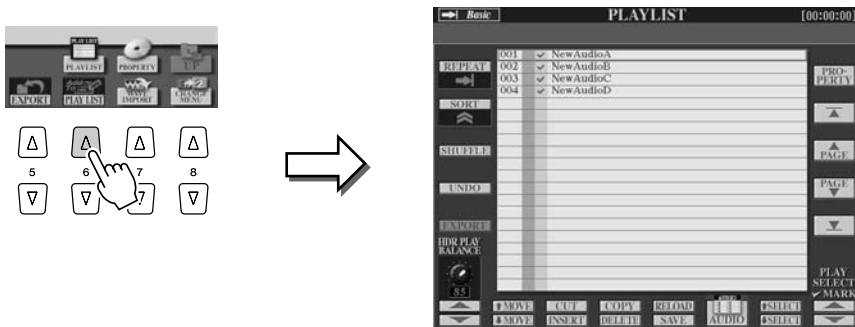 PLAY LIST
PLAYLIST
PROPERTY
UP
EXPORT
PLAY LIST
WAVE
IMPORT
CHANGE
MENU
5
6
7
8
Basic
PLAYLIST
[00:00:00]
REPEAT
SORT
SHUFFLE
UNDO
EXPORT
HDR PLAY
BALANCE
85
001 ✓ NewAudioA
002 ✓ NewAudioB
003 ✓ NewAudioC
004 ✓ NewAudioD
PRO-
PERTY
PAGE
PAGE
PLAY
SELECT
✓MARK
MOVE
CUT
COPY
RELOAD
AUDIO
SELECT
MOVE
INSERT
DELETE
SAVE
AUDIO
SELECT